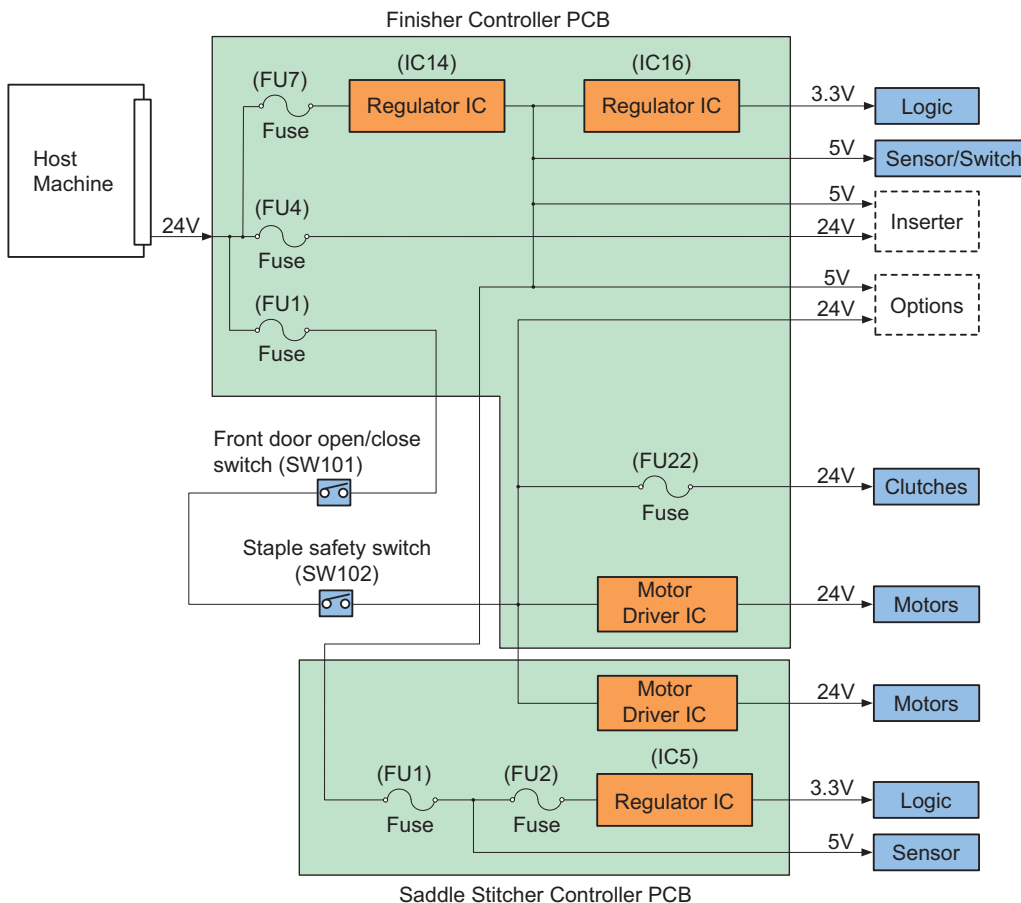 Finisher Controller PCB
(FU7)
Fuse
(IC14)
Regulator IC
(IC16)
Regulator IC
3.3V
Logic
5V
Sensor/Switch
Host
Machine
24V
(FU4)
Fuse
5V
24V
Inserter
(FU1)
Fuse
5V
24V
Options
Front door open/close
switch (SW101)
(FU22)
Fuse
24V
Clutches
Staple safety switch
(SW102)
Motor
Driver IC
24V
Motors
Motor
Driver IC
24V
Motors
(FU1)
Fuse
(FU2)
Fuse
(IC5)
Regulator IC
3.3V
Logic
5V
Sensor
Saddle Stitcher Controller PCB